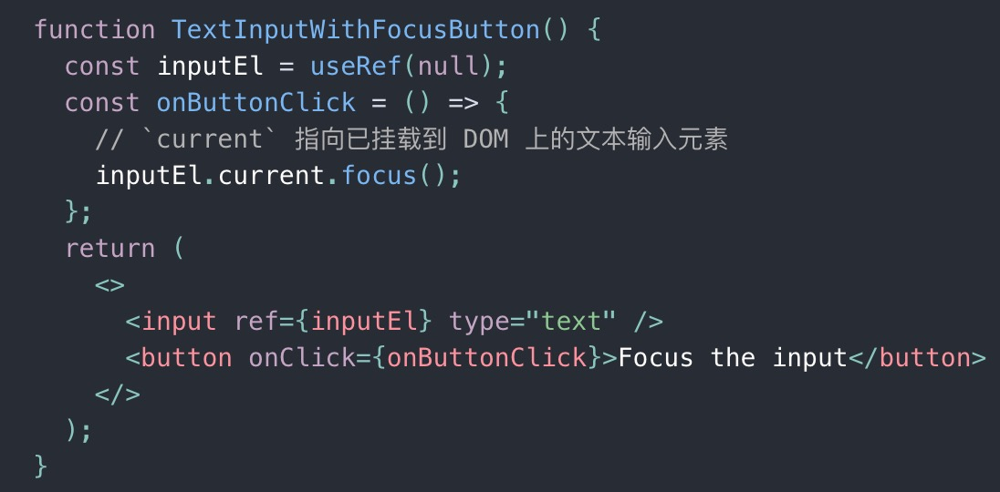 function TextInputWithFocusButton() {
  const inputEl = useRef(null);
  const onButtonClick = () => {
    // `current` 指向已挂载到 DOM 上的文本输入元素
    inputEl.current.focus();
  };
  return (
    <>
      <input ref={inputEl} type="text" />
      <button onClick={onButtonClick}>Focus the input</button>
    </>
  );
}